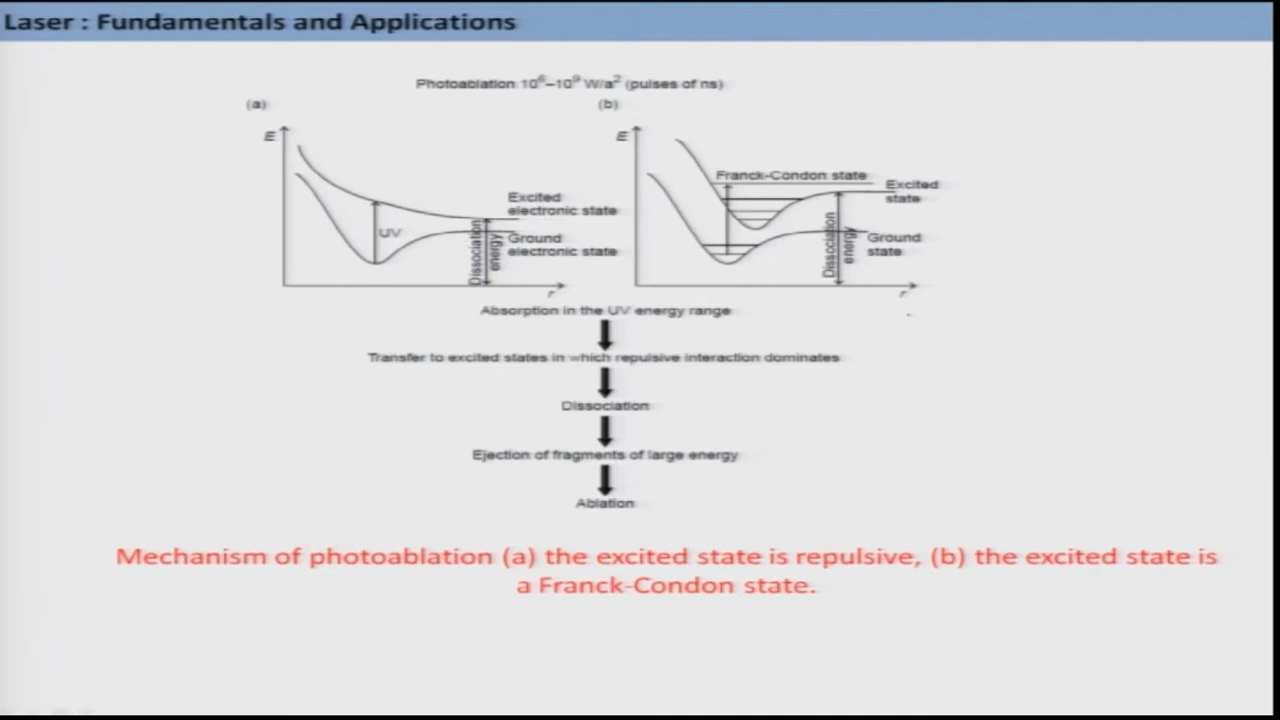 Laser : Fundamentals and Applications
Photoablation 10⁶–10⁹ W/a² (pulses of ns)
(a)
(b)
E
UV
Excited
electronic state
Ground
electronic state
Dissociation
energy
r
E
Franck-Condon state
Excited
state
Ground
state
Dissociation
energy
r
Absorption in the UV energy range
Transfer to excited states in which repulsive interaction dominates
Dissociation
Ejection of fragments of large energy
Ablation
Mechanism of photoablation (a) the excited state is repulsive, (b) the excited state is
a Franck-Condon state.